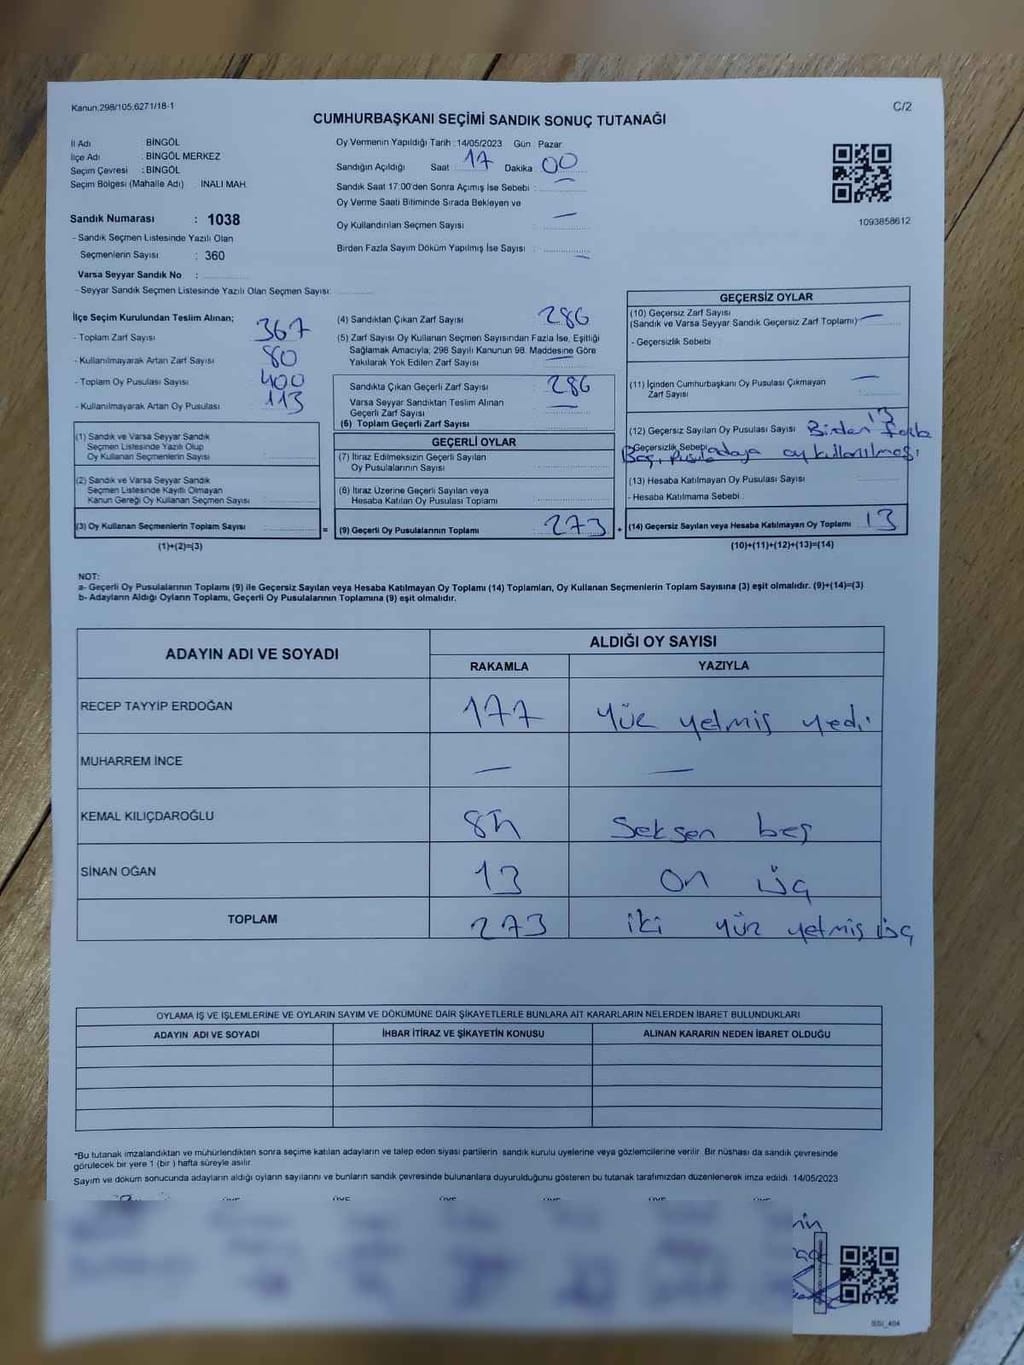 Kanun,298/105,6271/18-1
C/2
CUMHURBAŞKANI SEÇİMİ SANDIK SONUÇ TUTANAĞI
İl Adı : BİNGÖL
İlçe Adı : BİNGÖL MERKEZ
Seçim Çevresi : BİNGÖL
Seçim Bölgesi (Mahalle Adı) İNALI MAH.
Sandık Numarası : 1038
- Sandık Seçmen Listesinde Yazılı Olan
Seçmenlerin Sayısı : 360
Varsa Seyyar Sandık No :
- Seyyar Sandık Seçmen Listesinde Yazılı Olan Seçmen Sayısı:
Oy Vermenin Yapıldığı Tarih :14/05/2023 Gün : Pazar
Sandığın Açıldığı Saat 17 Dakika 00
Sandık Saat 17:00'den Sonra Açımış İse Sebebi : –
Oy Verme Saati Bitiminde Sırada Bekleyen ve
Oy Kullandırılan Seçmen Sayısı –
Birden Fazla Sayım Döküm Yapılmış İse Sayısı –
1093858612
İlçe Seçim Kurulundan Teslim Alınan;
- Toplam Zarf Sayısı 367
- Kullanılmayarak Artan Zarf Sayısı 80
- Toplam Oy Pusulası Sayısı 400
- Kullanılmayarak Artan Oy Pusulası 113
(1) Sandık ve Varsa Seyyar Sandık
Seçmen Listesinde Yazılı Olup
Oy Kullanan Seçmenlerin Sayısı
(2) Sandık ve Varsa Seyyar Sandık
Seçmen Listesinde Kayıtlı Olmayan
Kanun Gereği Oy Kullanan Seçmen Sayısı
(3) Oy Kullanan Seçmenlerin Toplam Sayısı
(1)+(2)=(3)
(4) Sandıktan Çıkan Zarf Sayısı 286
(5) Zarf Sayısı Oy Kullanan Seçmen Sayısından Fazla İse, Eşitliği
Sağlamak Amacıyla; 298 Sayılı Kanunun 98. Maddesine Göre
Yakılarak Yok Edilen Zarf Sayısı –
Sandıkta Çıkan Geçerli Zarf Sayısı 286
Varsa Seyyar Sandıktan Teslim Alınan
Geçerli Zarf Sayısı –
(6) Toplam Geçerli Zarf Sayısı
GEÇERLİ OYLAR
(7) İtiraz Edilmeksizin Geçerli Sayılan
Oy Pusulalarının Sayısı
(8) İtiraz Üzerine Geçerli Sayılan veya
Hesaba Katılan Oy Pusulası Toplamı
= (9) Geçerli Oy Pusulalarının Toplamı 273
GEÇERSİZ OYLAR
(10) Geçersiz Zarf Sayısı
(Sandık ve Varsa Seyyar Sandık Geçersiz Zarf Toplamı) –
- Geçersizlik Sebebi :
(11) İçinden Cumhurbaşkanı Oy Pusulası Çıkmayan
Zarf Sayısı –
13
(12) Geçersiz Sayılan Oy Pusulası Sayısı Birden fazla
- Geçersizlik Sebebi
oy kullanılması
(13) Hesaba Katılmayan Oy Pusulası Sayısı
- Hesaba Katılmama Sebebi :
+ (14) Geçersiz Sayılan veya Hesaba Katılmayan Oy Toplamı 13
(10)+(11)+(12)+(13)=(14)
NOT:
a- Geçerli Oy Pusulalarının Toplamı (9) ile Geçersiz Sayılan veya Hesaba Katılmayan Oy Toplamı (14) Toplamları, Oy Kullanan Seçmenlerin Toplam Sayısına (3) eşit olmalıdır. (9)+(14)=(3)
b- Adayların Aldığı Oyların Toplamı, Geçerli Oy Pusulalarının Toplamına (9) eşit olmalıdır.
ADAYIN ADI VE SOYADI
ALDIĞI OY SAYISI
RAKAMLA YAZIYLA
RECEP TAYYİP ERDOĞAN 177 Yüz yetmiş yedi
MUHARREM İNCE – –
KEMAL KILIÇDAROĞLU 85 Seksen beş
SİNAN OĞAN 13 On üç
TOPLAM 273 iki yüz yetmiş üç
OYLAMA İŞ VE İŞLEMLERİNE VE OYLARIN SAYIM VE DÖKÜMÜNE DAİR ŞİKAYETLERLE BUNLARA AİT KARARLARIN NELERDEN İBARET BULUNDUKLARI
ADAYIN ADI VE SOYADI İHBAR İTİRAZ VE ŞİKAYETİN KONUSU ALINAN KARARIN NEDEN İBARET OLDUĞU
*Bu tutanak imzalandıktan ve mühürlendikten sonra seçime katılan adayların ve talep eden siyasi partilerin sandık kurulu üyelerine veya gözlemcilerine verilir. Bir nüshası da sandık çevresinde
görülecek bir yere 1 (bir ) hafta süreyle asılır.
Sayım ve döküm sonucunda adayların aldığı oyların sayılarını ve bunların sandık çevresinde bulunanlara duyurulduğunu gösteren bu tutanak tarafımızdan düzenlenerek imza edildi. 14/05/2023